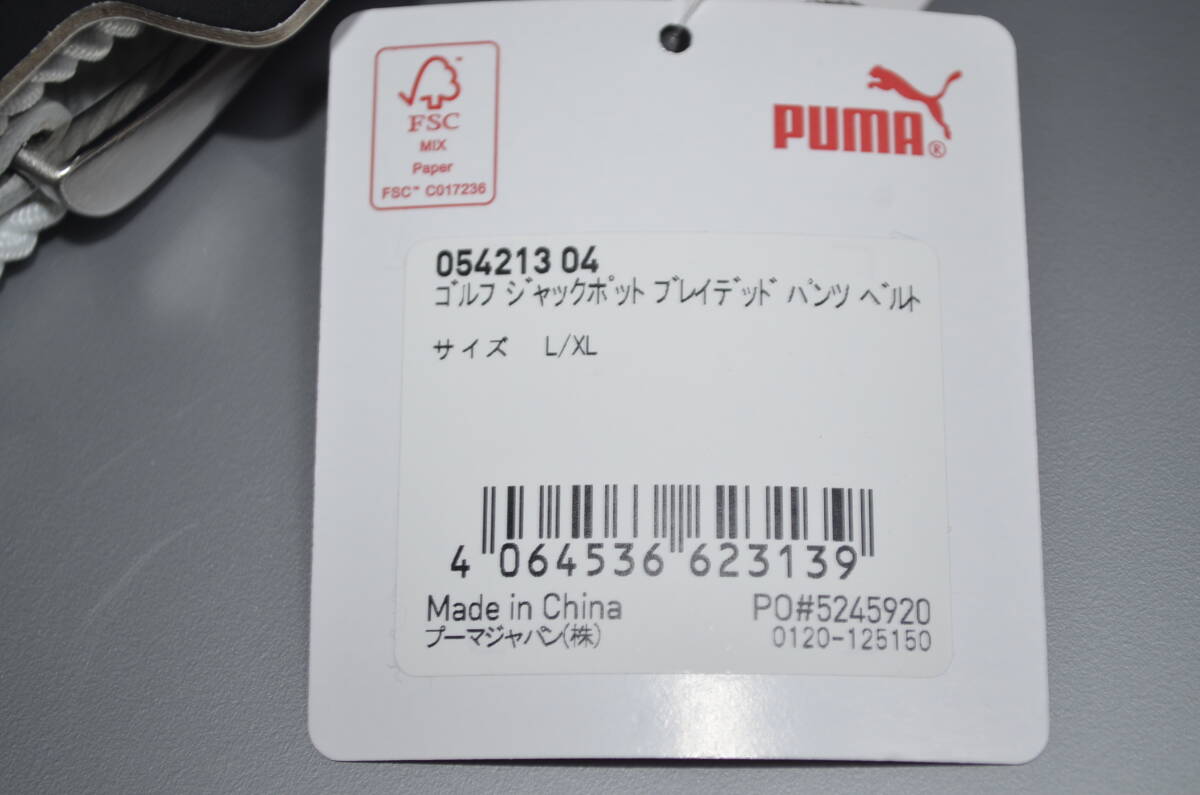 FSC
MIX
Paper
FSC™ C017236
PUMA®
054213 04
ゴルフ ジャックポット ブレイデッド パンツ ベルト
サイズ L/XL
4 064536 623139
Made in China PO#5245920
プーマジャパン(株) 0120-125150